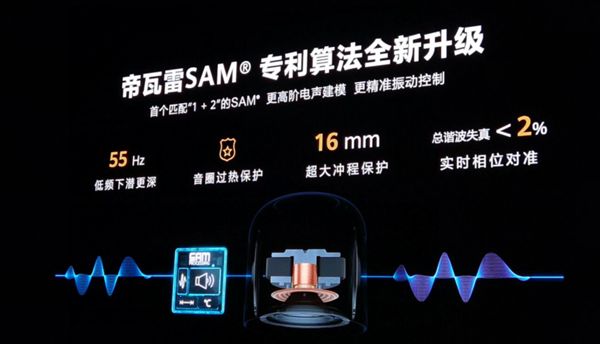 帝瓦雷SAM® 专利算法全新升级
首个匹配"1 + 2"的SAM® 更高阶电声建模 更精准振动控制
55 Hz
低频下潜更深
音圈过热保护
16 mm
超大冲程保护
总谐波失真 < 2%
实时相位对准
SAM
℃